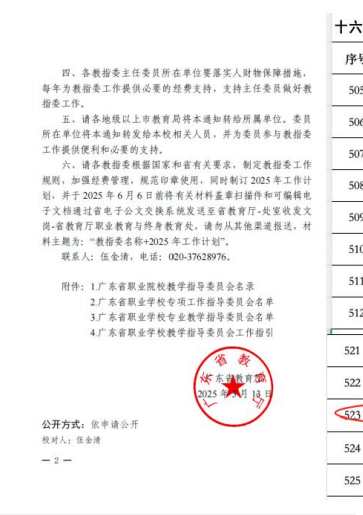 四、各教指委主任委员所在单位要落实人财物保障措施，
每年为教指委工作提供必要的经费支持，支持主任委员做好教
指委工作。
五、请各地级以上市教育局将本通知转给所属单位。委员
所在单位将本通知转发给本校相关人员，并为委员参与教指委
工作提供便利和必要的支持。
六、请各教指委根据国家和省有关要求，制定教指委工作
规则，加强经费管理，规范印章使用，同时制订 2025 年工作计
划，并于 2025 年 6 月 6 日前将有关材料盖章扫描件和可编辑电
子文档通过省电子公文交换系统发送至省教育厅-处室收发文
岗-省教育厅职业教育与终身教育处，请勿从其他渠道报送，材
料主题为：“教指委名称+2025 年工作计划”。
联系人：伍金清，电话：020-37628976。
附件：1.广东省职业院校教学指导委员会名录
2.广东省职业学校专项工作指导委员会名单
3.广东省职业学校专业教学指导委员会名单
4.广东省职业学校教学指导委员会工作指引
广东省教育厅
2025 年 月 13 日
公开方式：依申请公开
校对人：伍金清
— 2 —
十六
序号
505
506
507
508
509
510
511
512
521
522
523
524
525